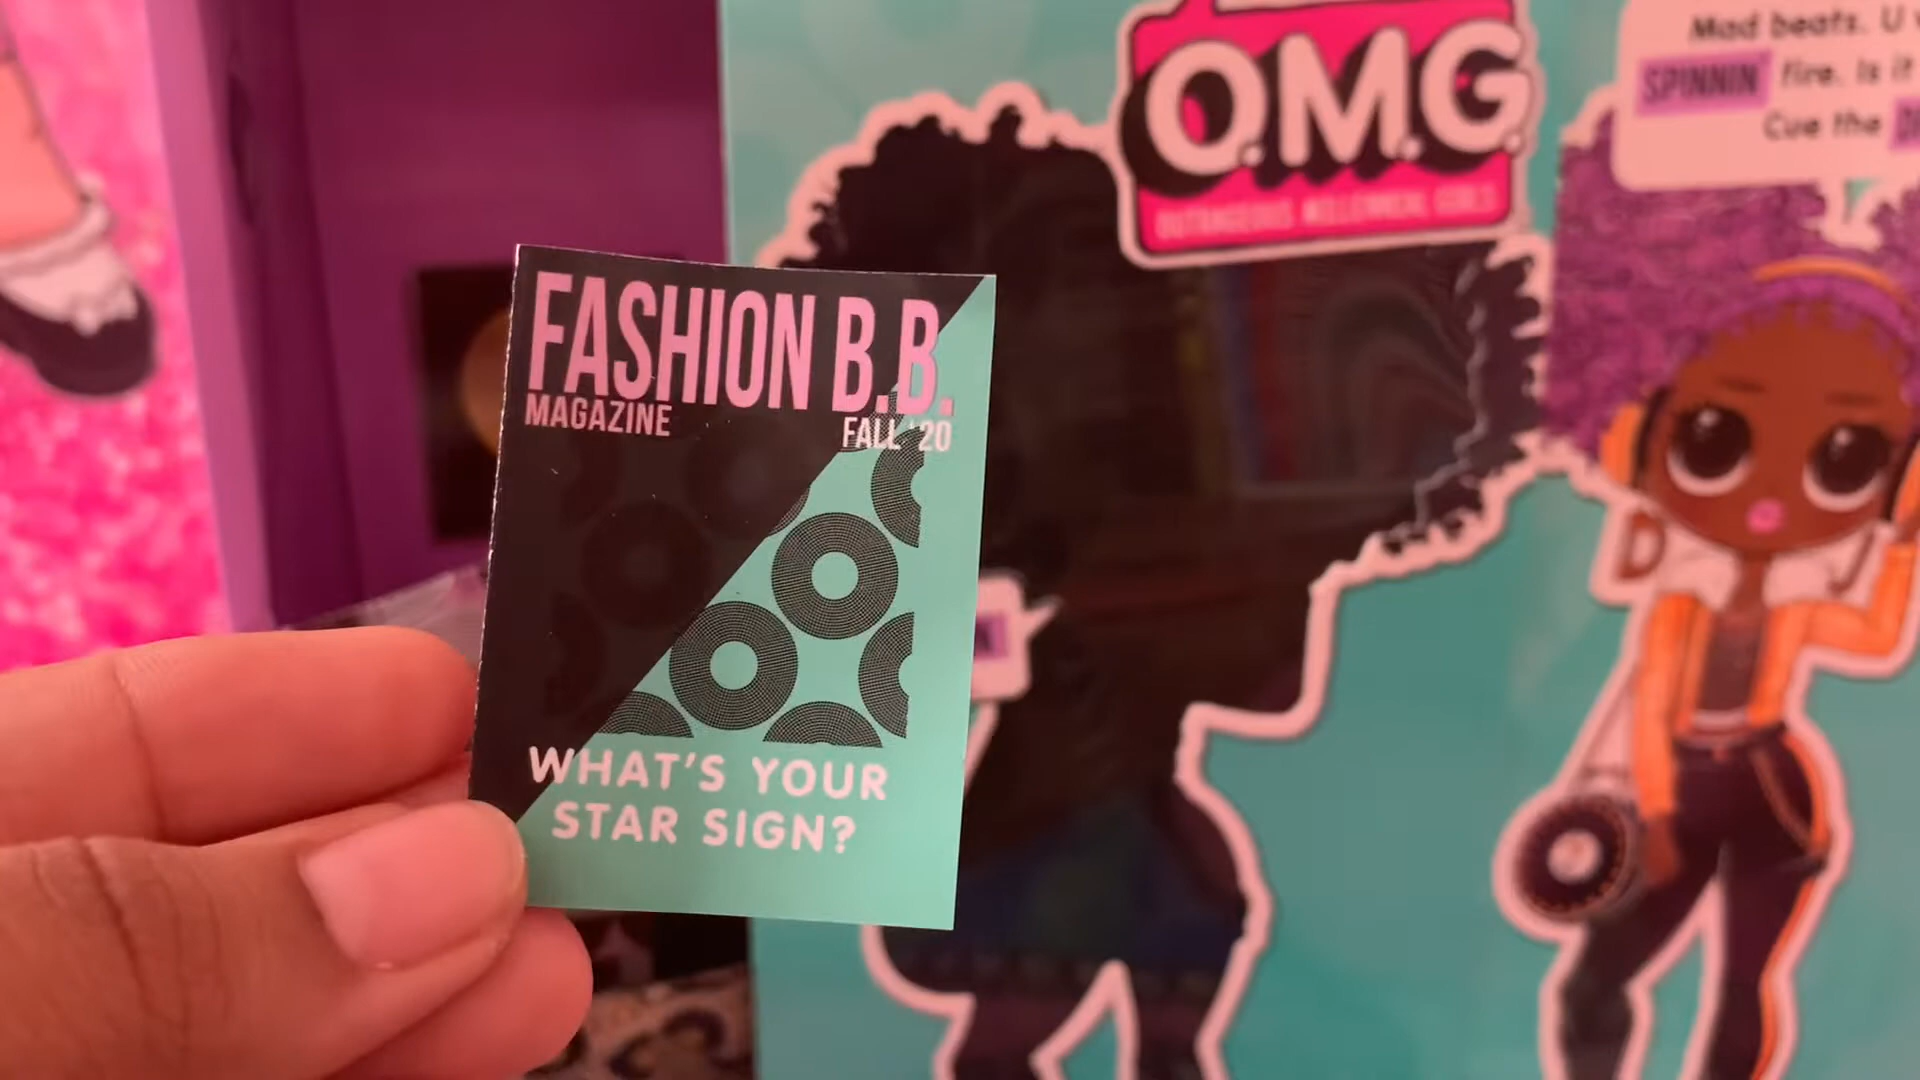 FASHION B.B.
MAGAZINE
FALL '20
WHAT'S YOUR
STAR SIGN?
O.M.G.
OUTRAGEOUS MILLENNIAL GIRLS
Mad beats. U
SPINNIN' fire. Is it
Cue the
D J